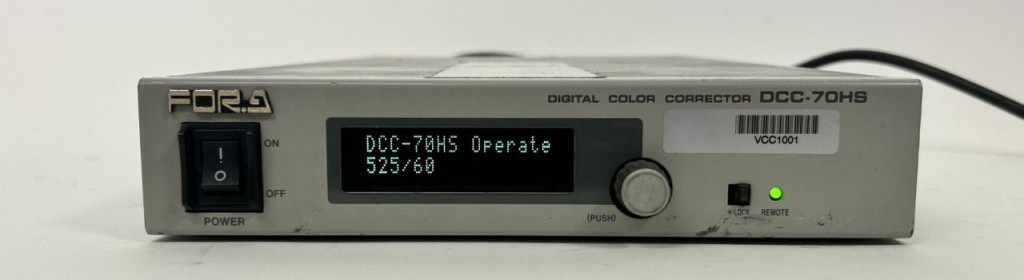 FOR.A
DIGITAL COLOR CORRECTOR DCC-70HS
ON
OFF
POWER
DCC-70HS Operate
525/60
(PUSH)
VCC1001
LOCK
REMOTE